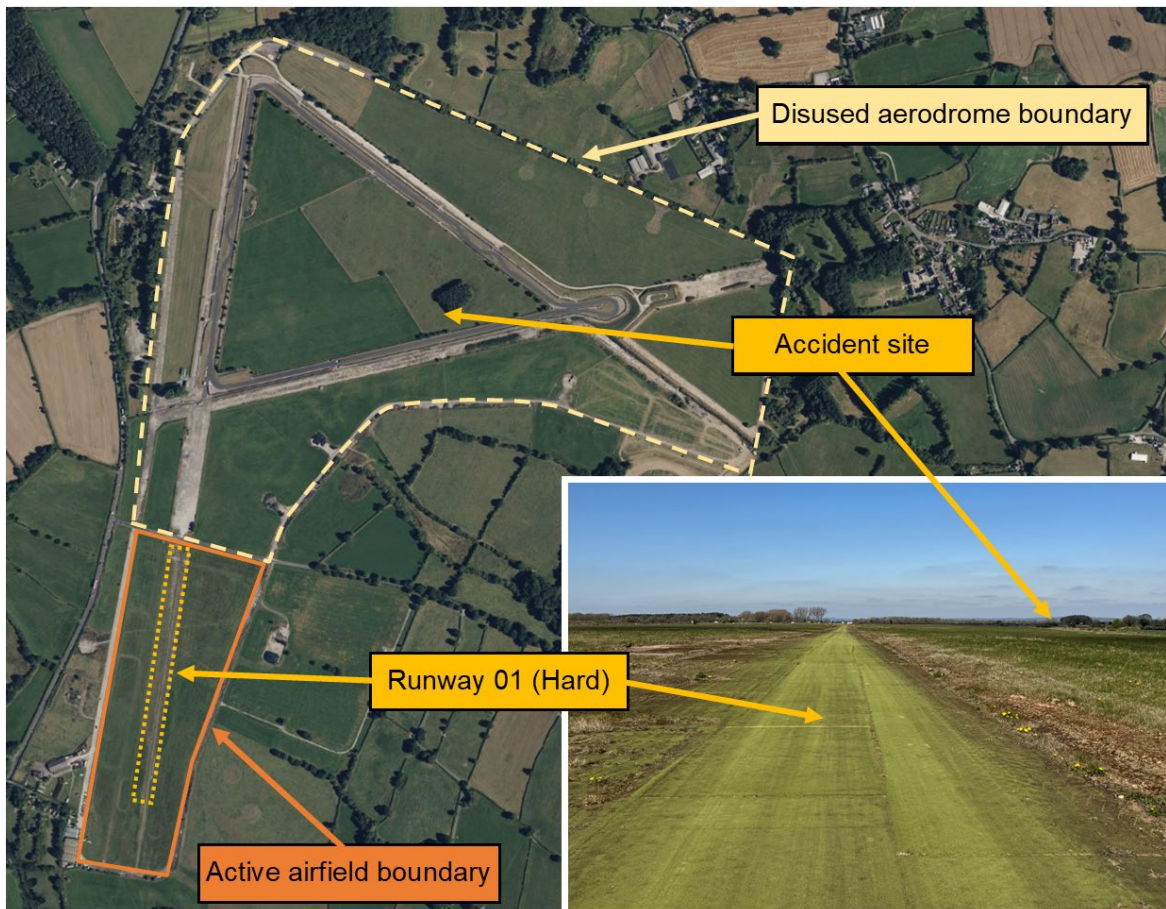 Disused aerodrome boundary
Accident site
Runway 01 (Hard)
Active airfield boundary